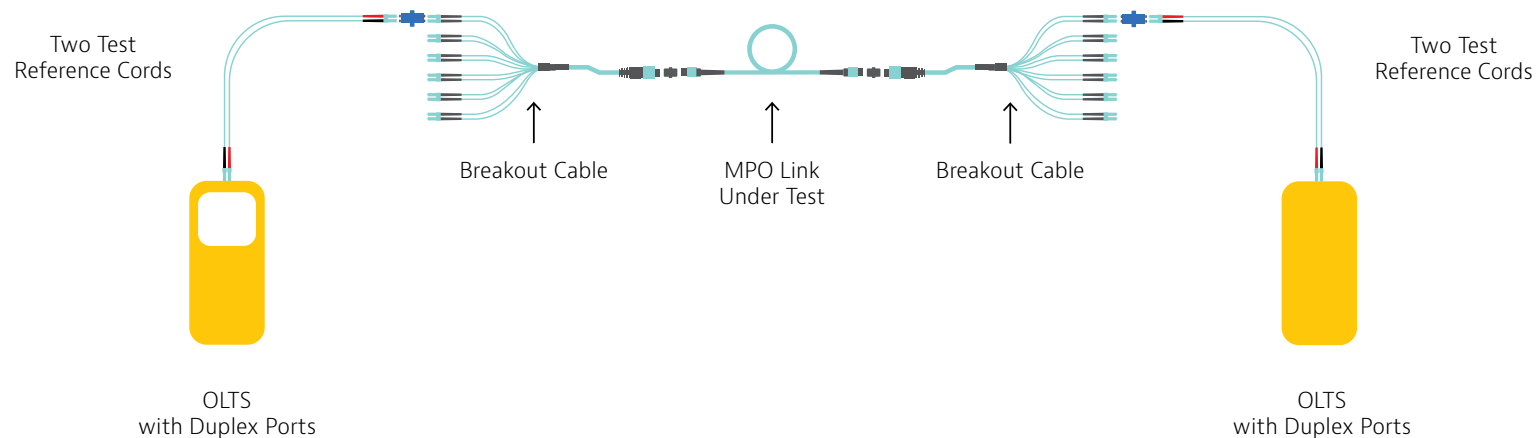 Two Test
Reference Cords
Two Test
Reference Cords
Breakout Cable
MPO Link
Under Test
Breakout Cable
OLTS
with Duplex Ports
OLTS
with Duplex Ports